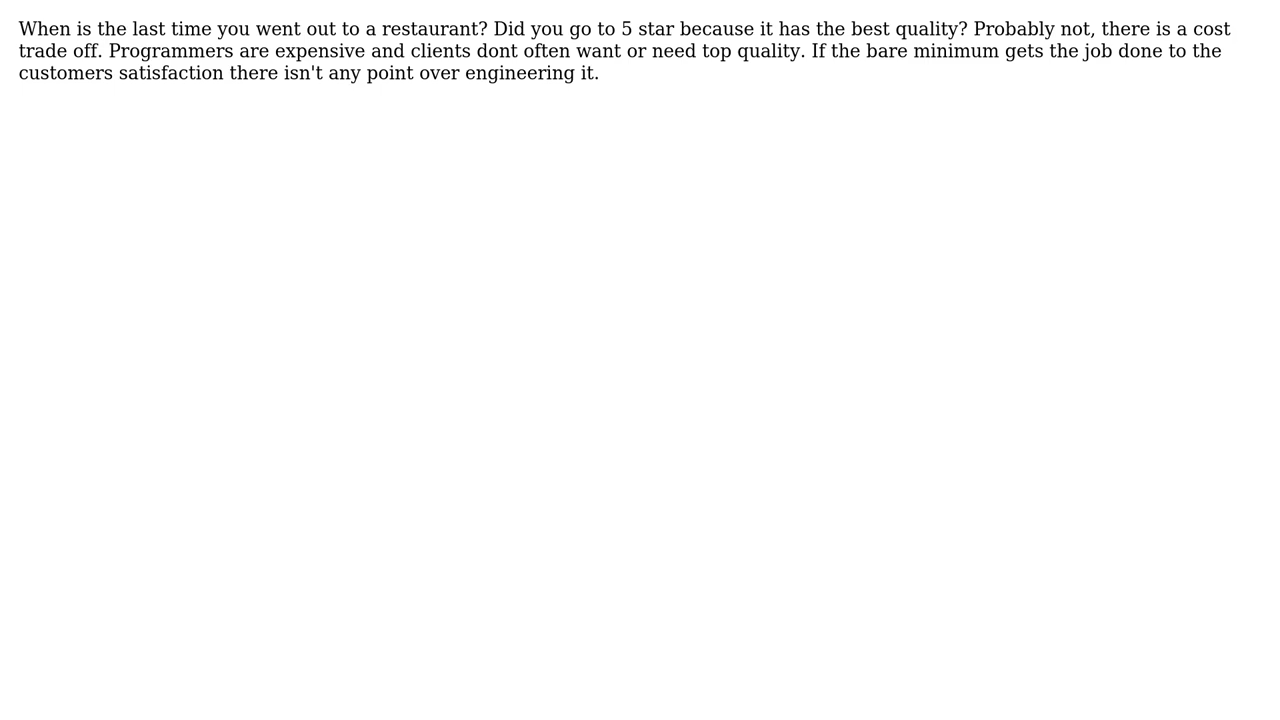 When is the last time you went out to a restaurant? Did you go to 5 star because it has the best quality? Probably not, there is a cost
trade off. Programmers are expensive and clients dont often want or need top quality. If the bare minimum gets the job done to the
customers satisfaction there isn't any point over engineering it.